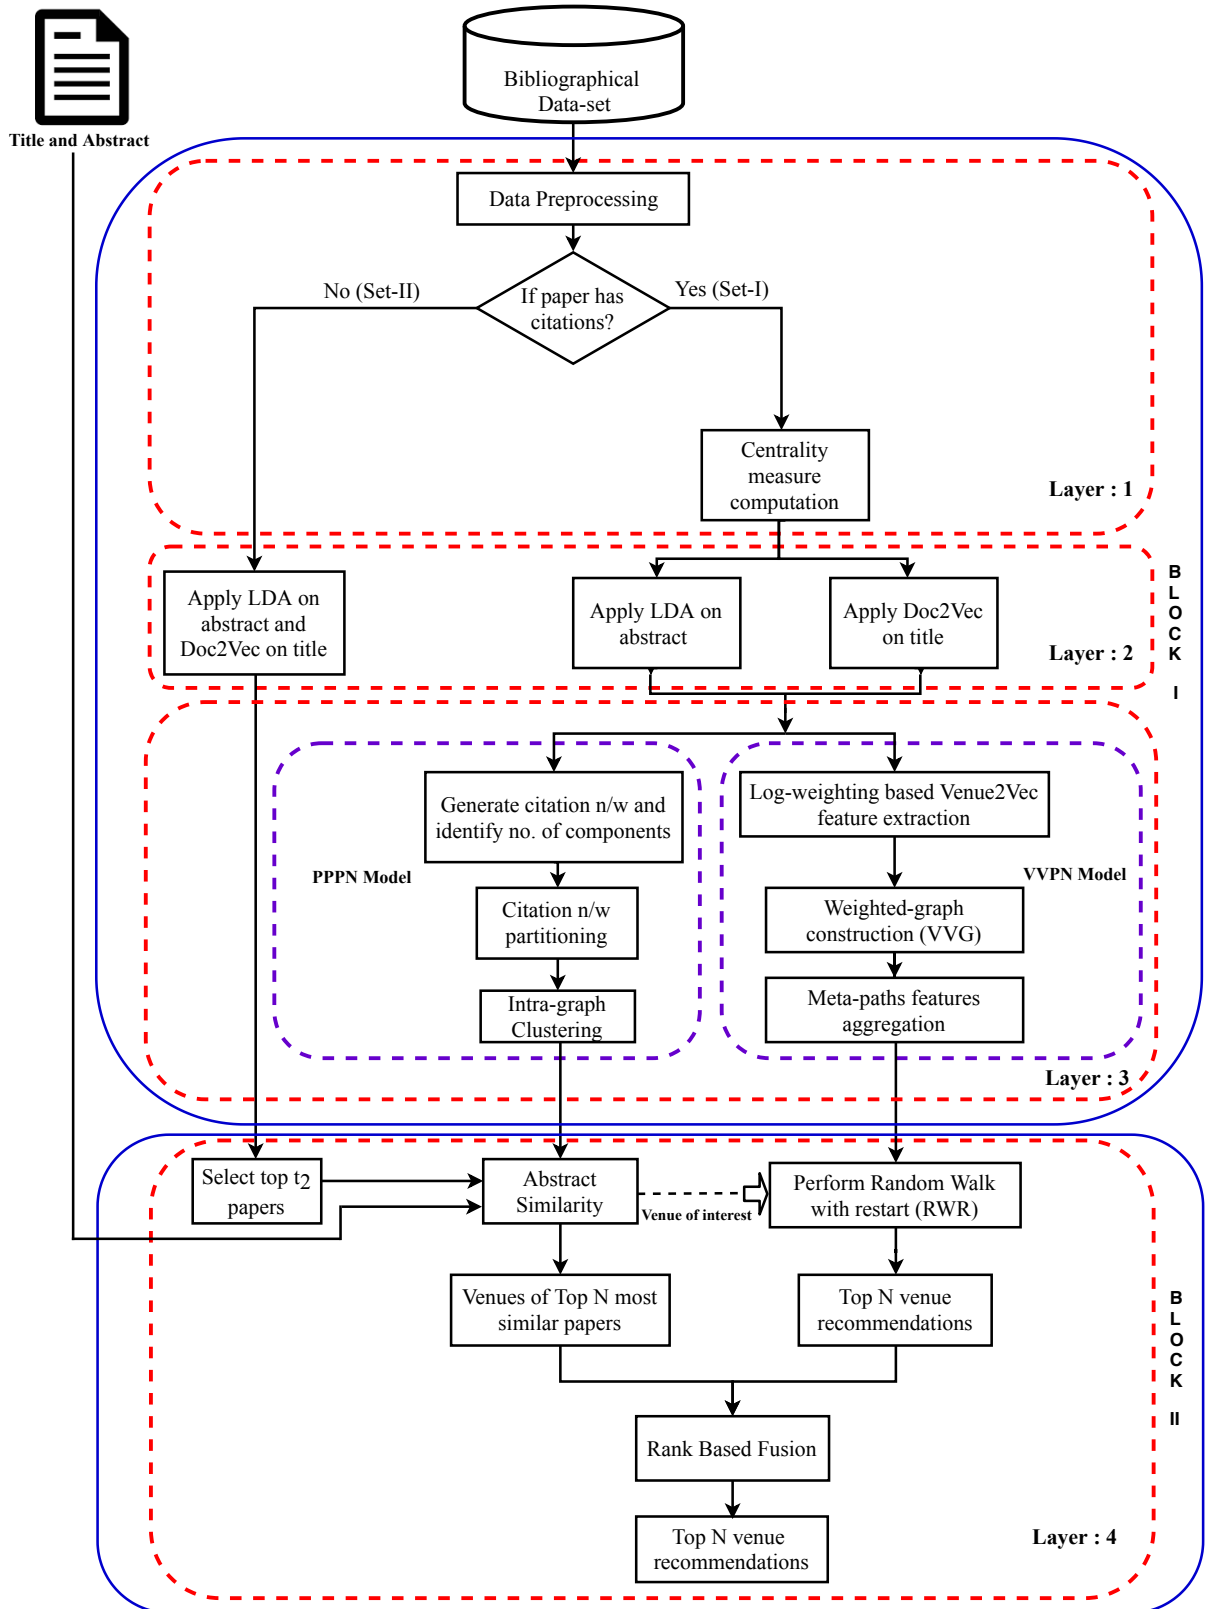 Bibliographical
Data-set
Title and Abstract
Data Preprocessing
No (Set-II)
If paper has
citations?
Yes (Set-I)
Centrality
measure
computation
Layer : 1
Apply LDA on
abstract and
Doc2Vec on title
Apply LDA on
abstract
Apply Doc2Vec
on title
Layer : 2
BLOCK I
Generate citation n/w and
identify no. of components
Log-weighting based Venue2Vec
feature extraction
PPPN Model
VVPN Model
Citation n/w
partitioning
Weighted-graph
construction (VVG)
Intra-graph
Clustering
Meta-paths features
aggregation
Layer : 3
Select top t2
papers
Abstract
Similarity
Venue of interest
Perform Random Walk
with restart (RWR)
Venues of Top N most
similar papers
Top N venue
recommendations
BLOCK II
Rank Based Fusion
Top N venue
recommendations
Layer : 4